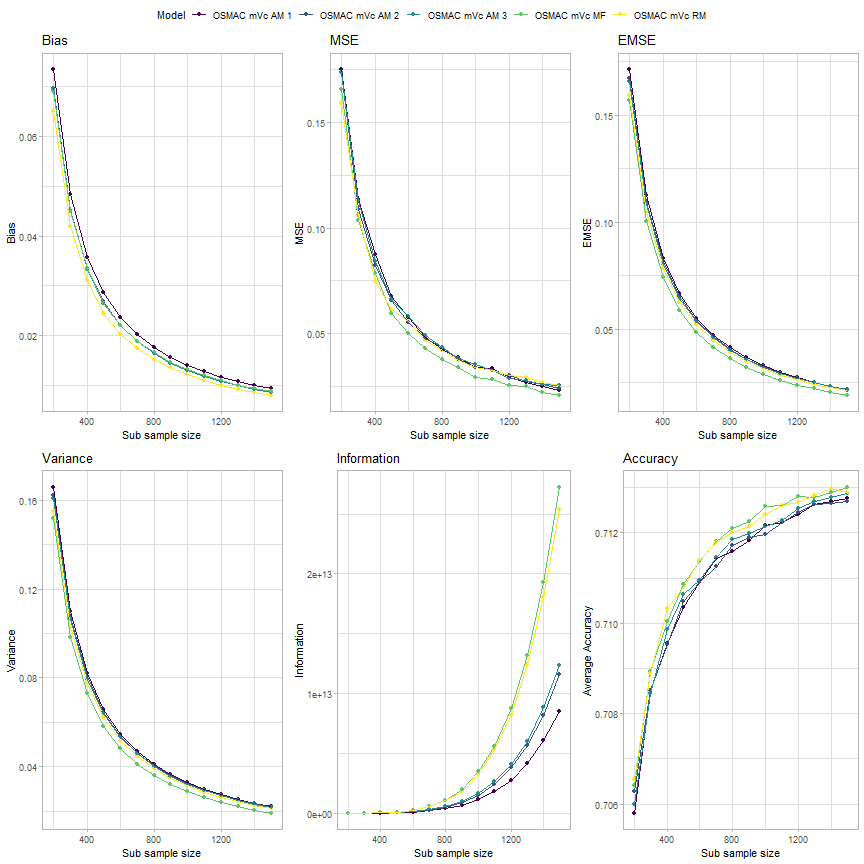 Model OSMAC mVc AM 1 OSMAC mVc AM 2 OSMAC mVc AM 3 OSMAC mVc MF OSMAC mVc RM
Bias
0.06
0.04
0.02
Bias
400 800 1200
Sub sample size
MSE
0.15
0.10
0.05
MSE
400 800 1200
Sub sample size
EMSE
0.15
0.10
0.05
EMSE
400 800 1200
Sub sample size
Variance
0.16
0.12
0.08
0.04
Variance
400 800 1200
Sub sample size
Information
2e+13
1e+13
0e+00
Information
400 800 1200
Sub sample size
Accuracy
0.712
0.710
0.708
0.706
Average Accuracy
400 800 1200
Sub sample size